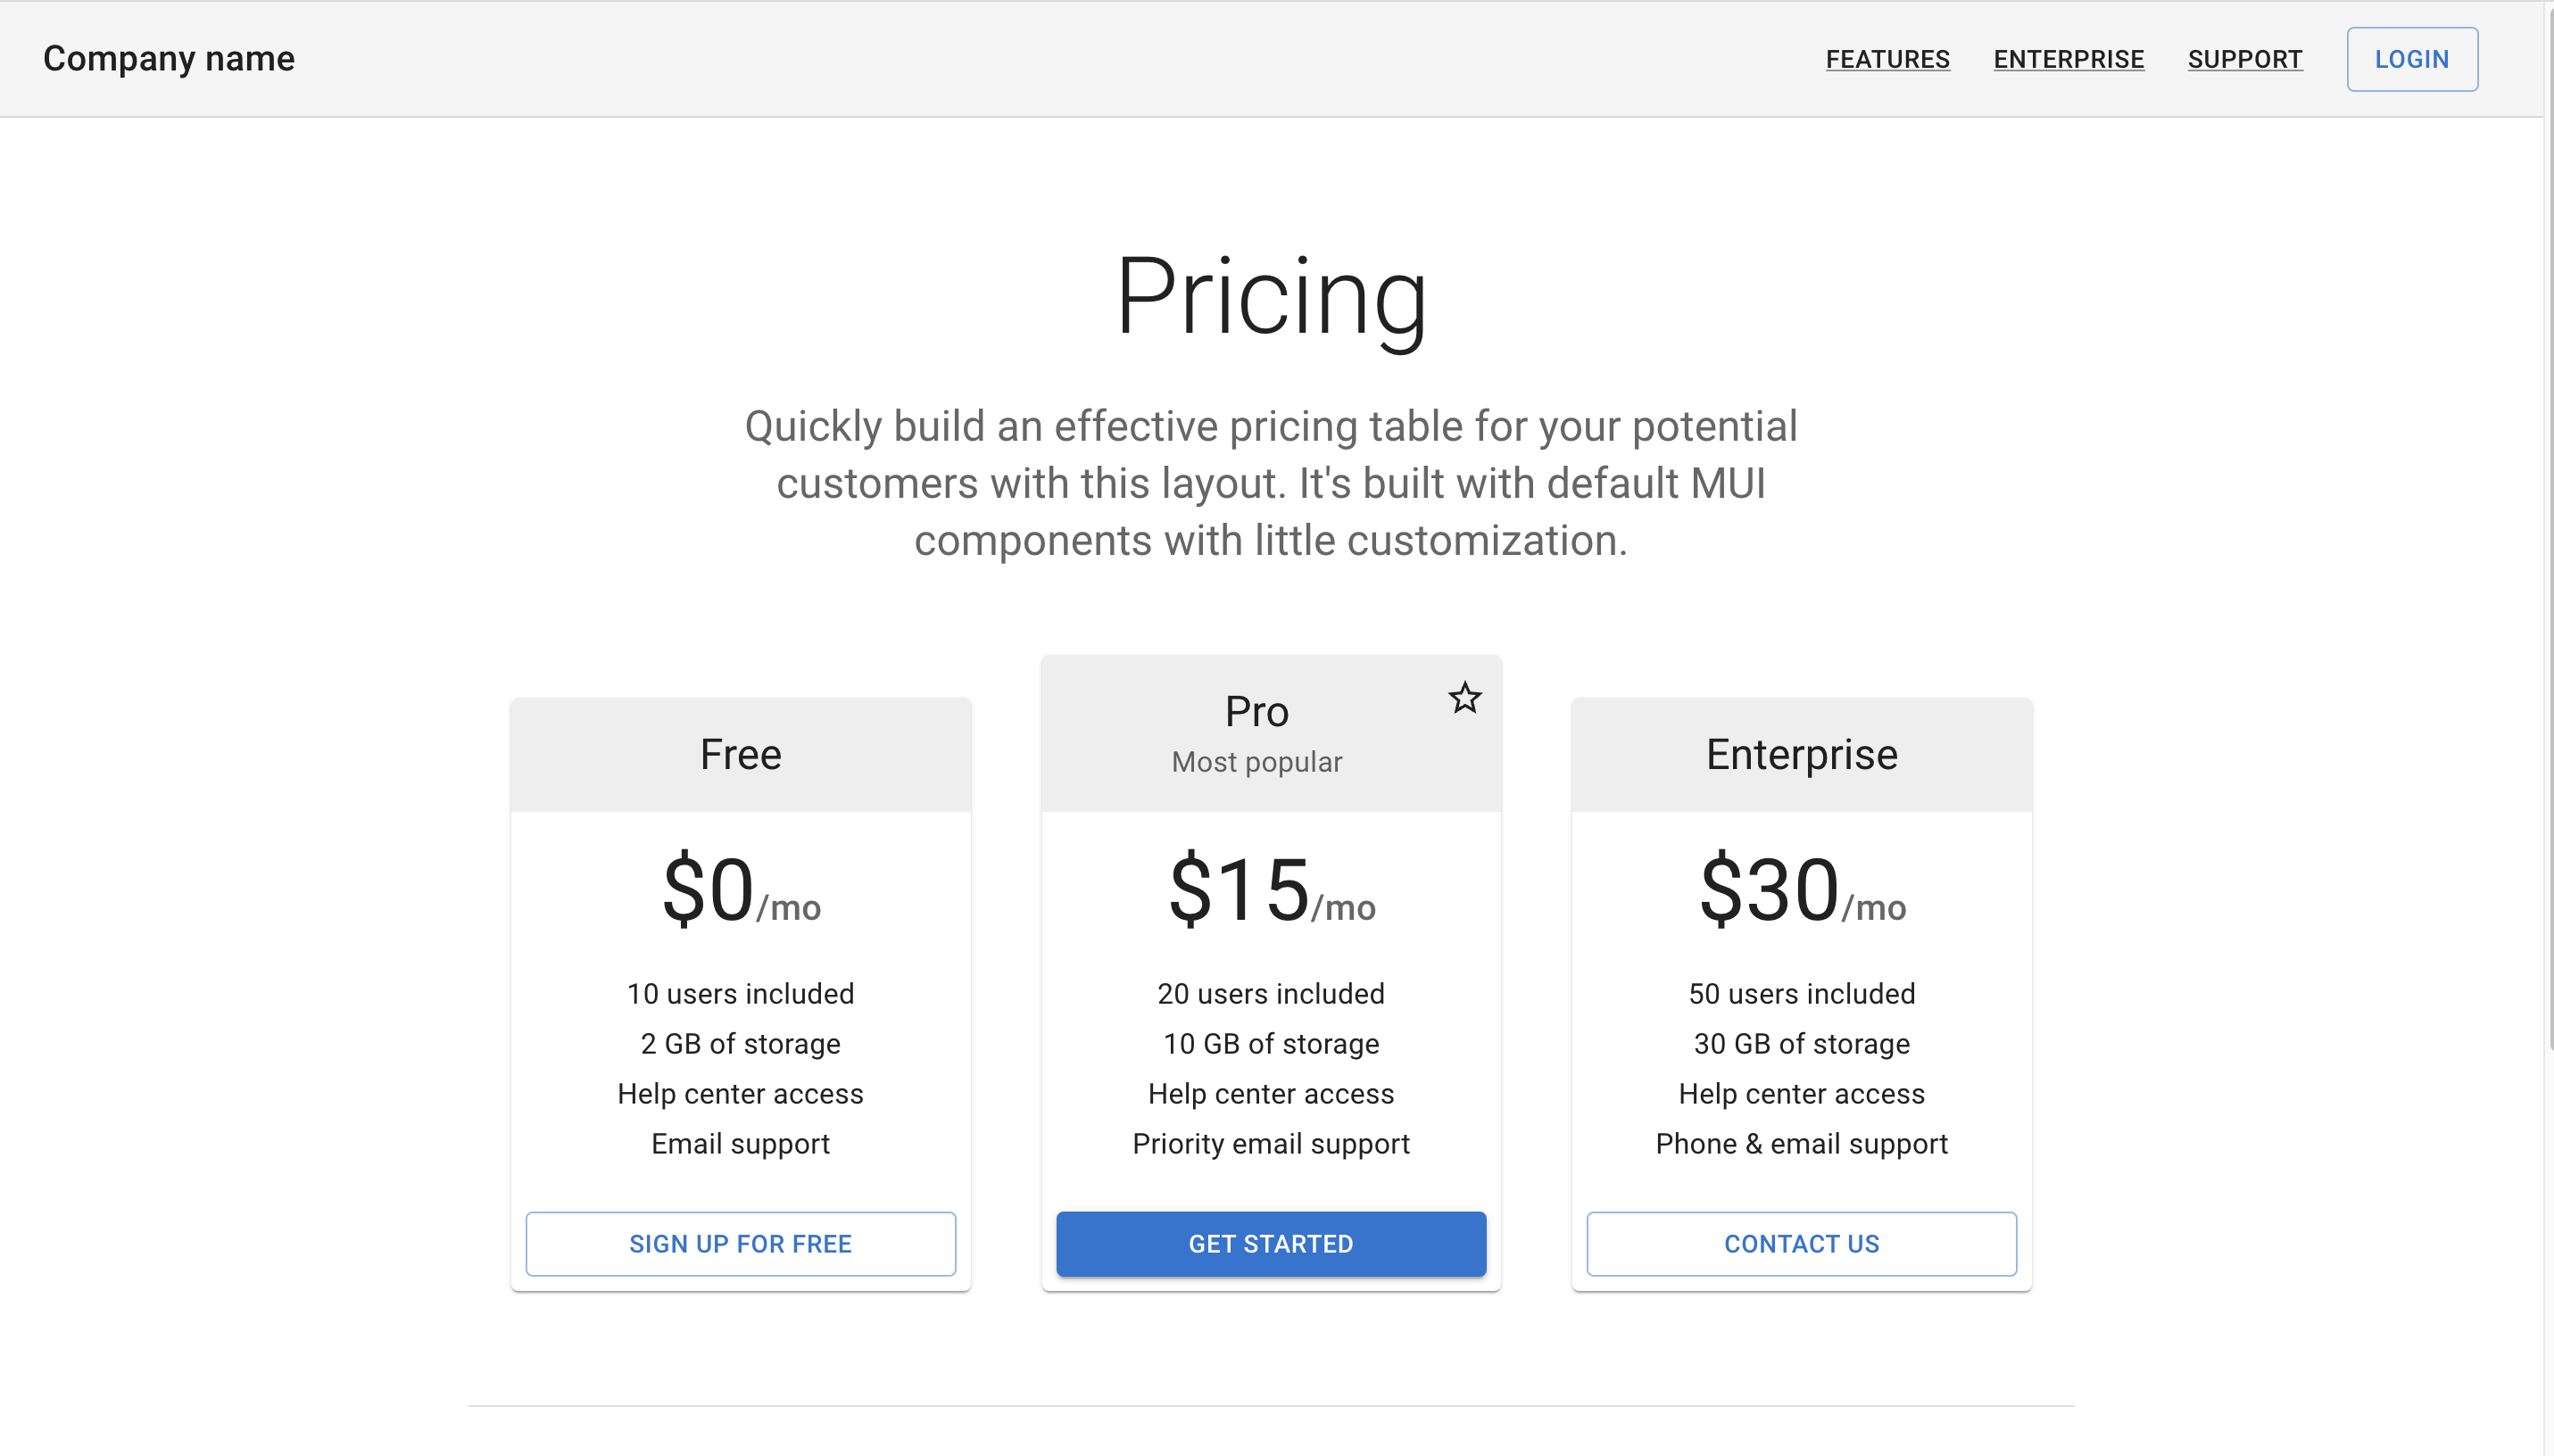 Company name
FEATURES ENTERPRISE SUPPORT LOGIN
Pricing
Quickly build an effective pricing table for your potential
customers with this layout. It's built with default MUI
components with little customization.
Free
$0/mo
10 users included
2 GB of storage
Help center access
Email support
SIGN UP FOR FREE
Pro
Most popular
$15/mo
20 users included
10 GB of storage
Help center access
Priority email support
GET STARTED
Enterprise
$30/mo
50 users included
30 GB of storage
Help center access
Phone & email support
CONTACT US